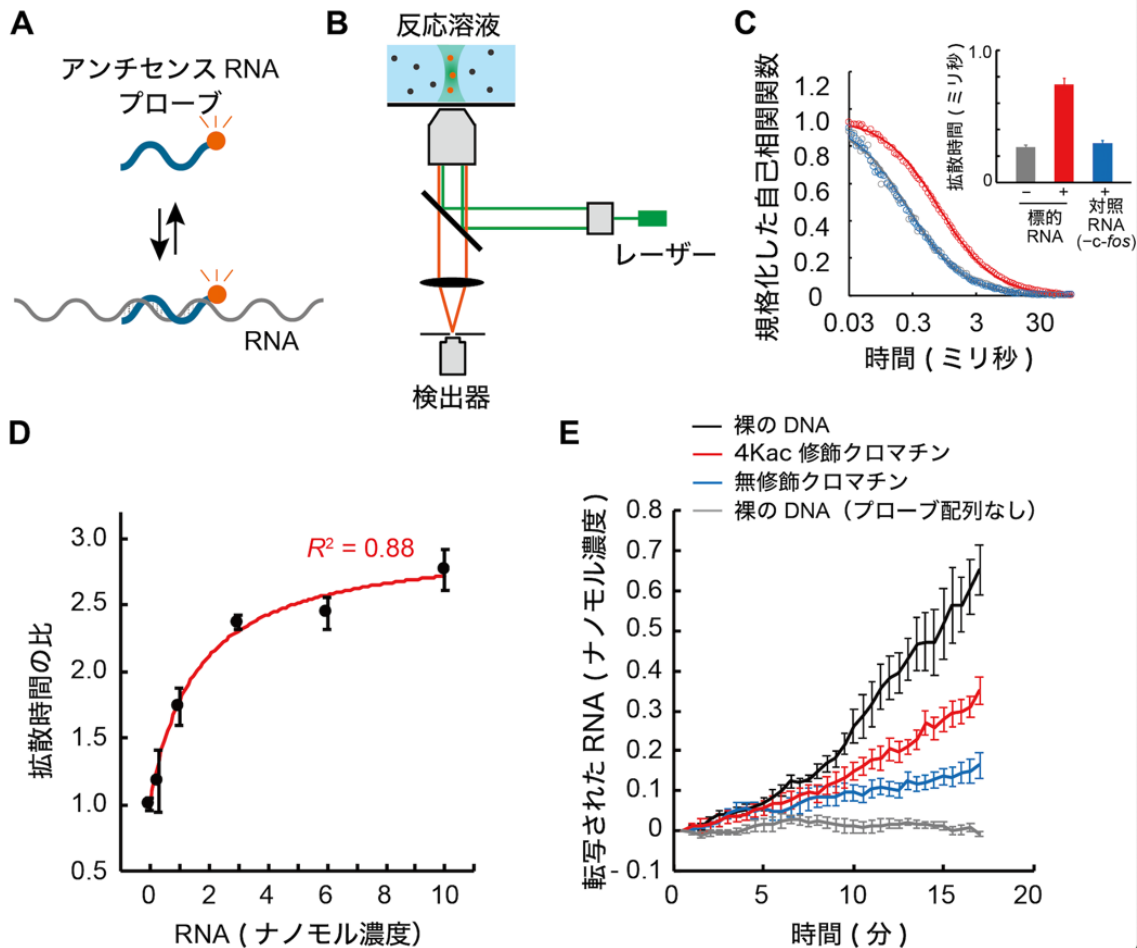 A
アンチセンス RNA
プローブ
RNA
B
反応溶液
レーザー
検出器
C
規格化した自己相関関数
1.2
1.0
0.8
0.6
0.4
0.2
0
0.03
0.3
3
30
時間 ( ミリ秒 )
拡散時間 ( ミリ秒 )
1.0
0
− + +
標的
RNA
対照
RNA
(−c-fos)
D
拡散時間の比
3.0
2.5
2.0
1.5
1.0
0.5
R² = 0.88
0
2
4
6
8
10
RNA ( ナノモル濃度 )
E
裸の DNA
4Kac 修飾クロマチン
無修飾クロマチン
裸の DNA（プローブ配列なし）
転写された RNA ( ナノモル濃度 )
0.8
0.7
0.6
0.5
0.4
0.3
0.2
0.1
0
- 0.1
0
5
10
15
20
時間 ( 分 )